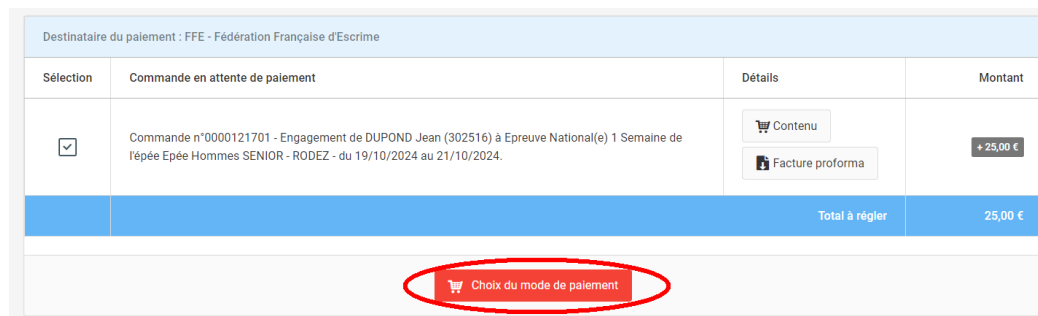 Destinataire du paiement : FFE - Fédération Française d'Escrime
Sélection Commande en attente de paiement Détails Montant
Commande n°0000121701 - Engagement de DUPOND Jean (302516) à Epreuve National(e) 1 Semaine de
l'épée Epée Hommes SENIOR - RODEZ - du 19/10/2024 au 21/10/2024.
Contenu
Facture proforma
+ 25,00 €
Total à régler 25,00 €
Choix du mode de paiement